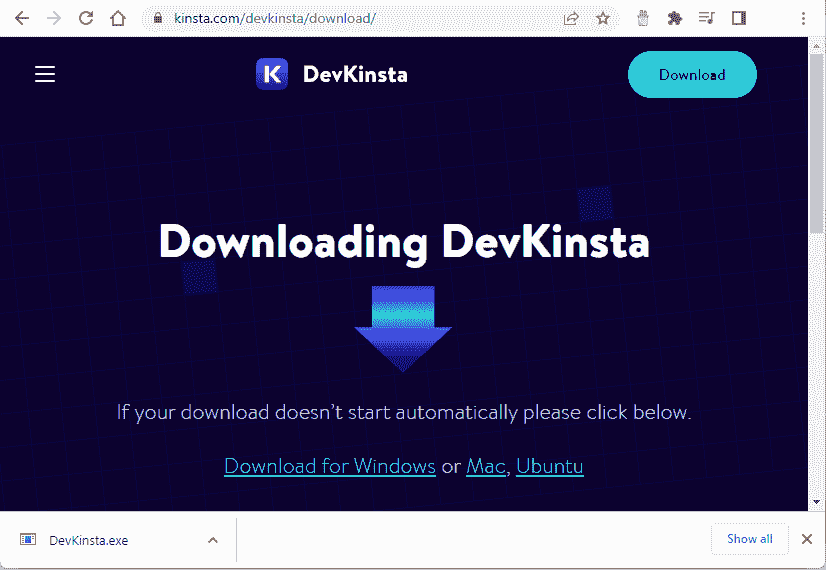 kinsta.com/devkinsta/download/
K DevKinsta
Download
Downloading DevKinsta
If your download doesn't start automatically please click below.
Download for Windows or Mac, Ubuntu
DevKinsta.exe
Show all